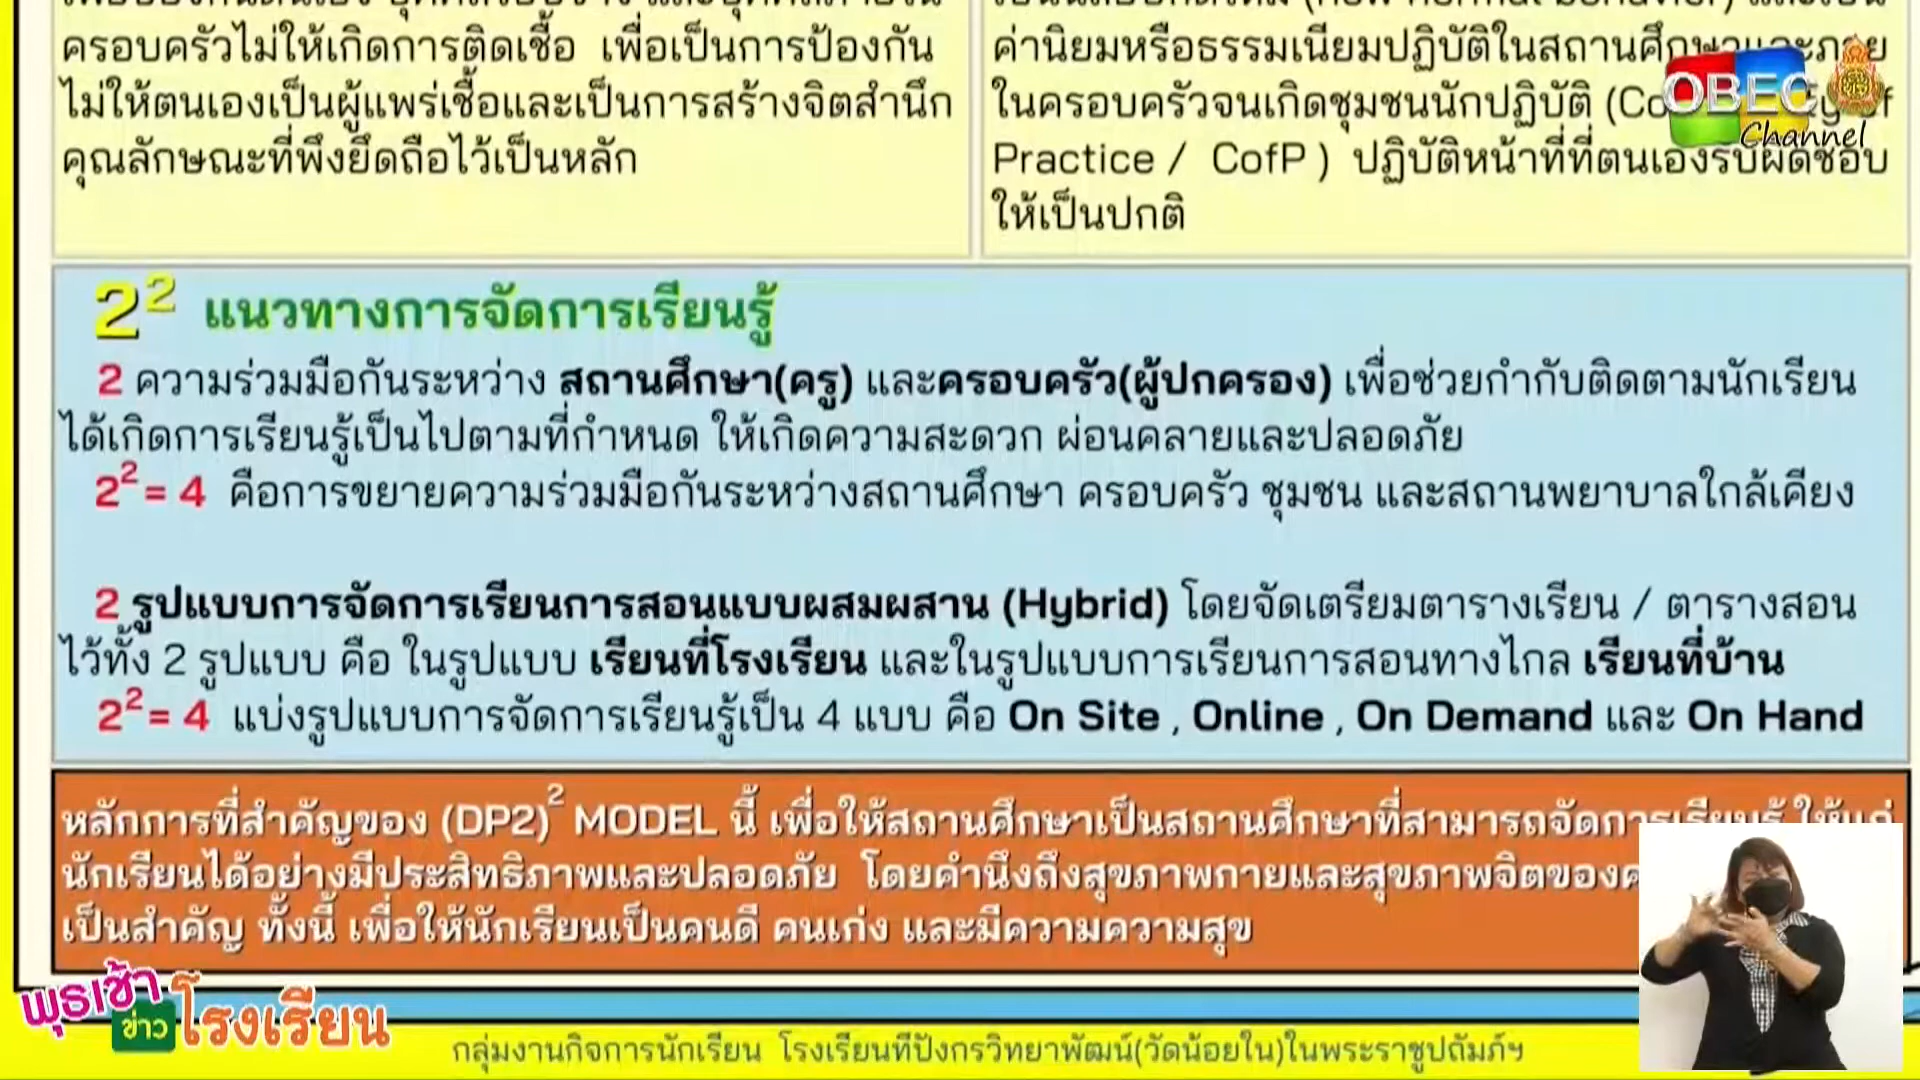 ครอบครัวไม่ให้เกิดการติดเชื้อ เพื่อเป็นการป้องกัน
ไม่ให้ตนเองเป็นผู้แพร่เชื้อและเป็นการสร้างจิตสำนึก
คุณลักษณะที่พึงยึดถือไว้เป็นหลัก
ค่านิยมหรือธรรมเนียมปฏิบัติในสถานศึกษาและภาย
ในครอบครัวจนเกิดชุมชนนักปฏิบัติ
Practice / CofP ) ปฏิบัติหน้าที่ที่ตนเองรับผิดชอบ
ให้เป็นปกติ
OBEC
Channel
2² แนวทางการจัดการเรียนรู้
2 ความร่วมมือกันระหว่าง สถานศึกษา(ครู) และครอบครัว(ผู้ปกครอง) เพื่อช่วยกำกับติดตามนักเรียน
ได้เกิดการเรียนรู้เป็นไปตามที่กำหนด ให้เกิดความสะดวก ผ่อนคลายและปลอดภัย
2² = 4 คือการขยายความร่วมมือกันระหว่างสถานศึกษา ครอบครัว ชุมชน และสถานพยาบาลใกล้เคียง
2 รูปแบบการจัดการเรียนการสอนแบบผสมผสาน (Hybrid) โดยจัดเตรียมตารางเรียน / ตารางสอน
ไว้ทั้ง 2 รูปแบบ คือ ในรูปแบบ เรียนที่โรงเรียน และในรูปแบบการเรียนการสอนทางไกล เรียนที่บ้าน
2² = 4 แบ่งรูปแบบการจัดการเรียนรู้เป็น 4 แบบ คือ On Site , Online , On Demand และ On Hand
หลักการที่สำคัญของ (DP2)² MODEL นี้ เพื่อให้สถานศึกษาเป็นสถานศึกษาที่สามารถจัดการเรียนรู้ ให้แก่
นักเรียนได้อย่างมีประสิทธิภาพและปลอดภัย โดยคำนึงถึงสุขภาพกายและสุขภาพจิตของ
เป็นสำคัญ ทั้งนี้ เพื่อให้นักเรียนเป็นคนดี คนเก่ง และมีความความสุข
พุธเช้า
ข่าว โรงเรียน
กลุ่มงานกิจการนักเรียน โรงเรียนทีปังกรวิทยาพัฒน์(วัดน้อยใน)ในพระราชูปถัมภ์ฯ